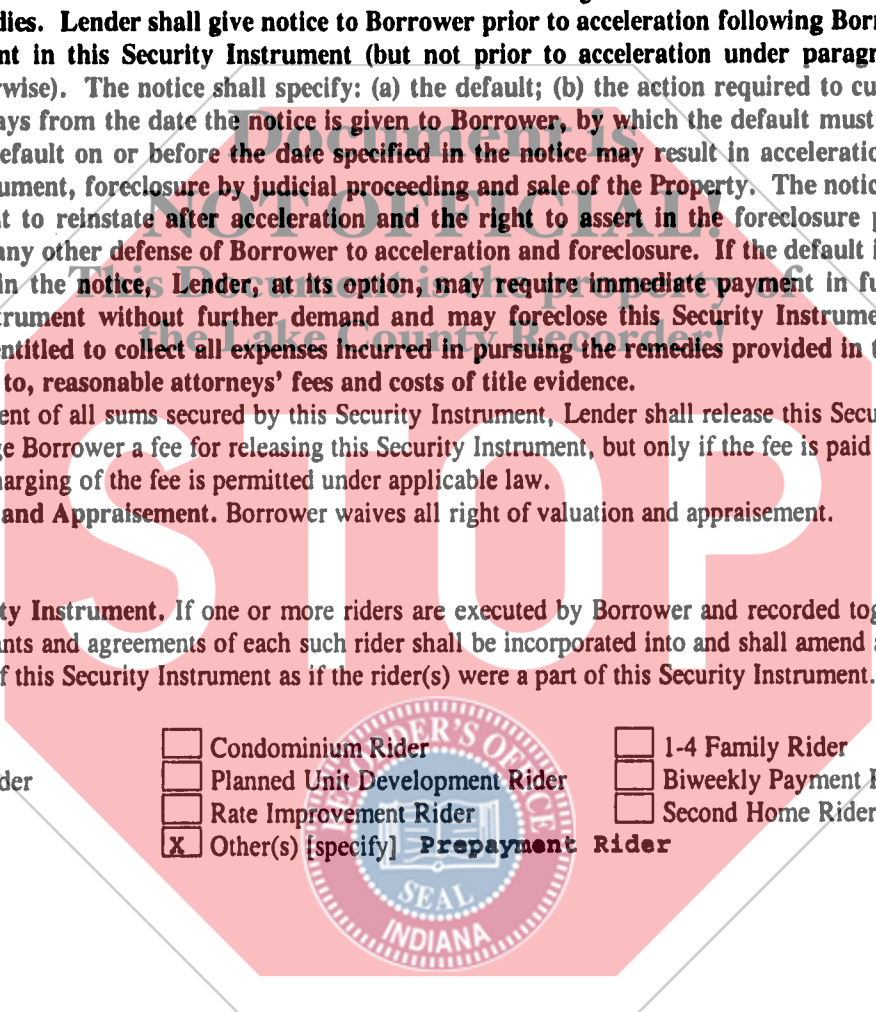 dies. Lender shall give notice to Borrower prior to acceleration following Borr
nt in this Security Instrument (but not prior to acceleration under paragr
rwise). The notice shall specify: (a) the default; (b) the action required to cu
ays from the date the notice is given to Borrower, by which the default must
Document is
efault on or before the date specified in the notice may result in acceleratio
ument, foreclosure by judicial proceeding and sale of the Property. The notic
NOT OFFICIAL!
t to reinstate after acceleration and the right to assert in the foreclosure p
any other defense of Borrower to acceleration and foreclosure. If the default i
This Document is the property of
in the notice, Lender, at its option, may require immediate payment in fu
trument without further demand and may foreclose this Security Instrume
the Lake County Recorder!
entitled to collect all expenses incurred in pursuing the remedies provided in t
to, reasonable attorneys' fees and costs of title evidence.
ent of all sums secured by this Security Instrument, Lender shall release this Secu
ge Borrower a fee for releasing this Security Instrument, but only if the fee is paid
harging of the fee is permitted under applicable law.
and Appraisement. Borrower waives all right of valuation and appraisement.
STOP
ty Instrument. If one or more riders are executed by Borrower and recorded tog
nts and agreements of each such rider shall be incorporated into and shall amend a
f this Security Instrument as if the rider(s) were a part of this Security Instrument.
Condominium Rider
1-4 Family Rider
der
Planned Unit Development Rider
Biweekly Payment R
Rate Improvement Rider
Second Home Rider
X Other(s) [specify] Prepayment Rider
RECORDER'S OFFICE
SEAL
INDIANA